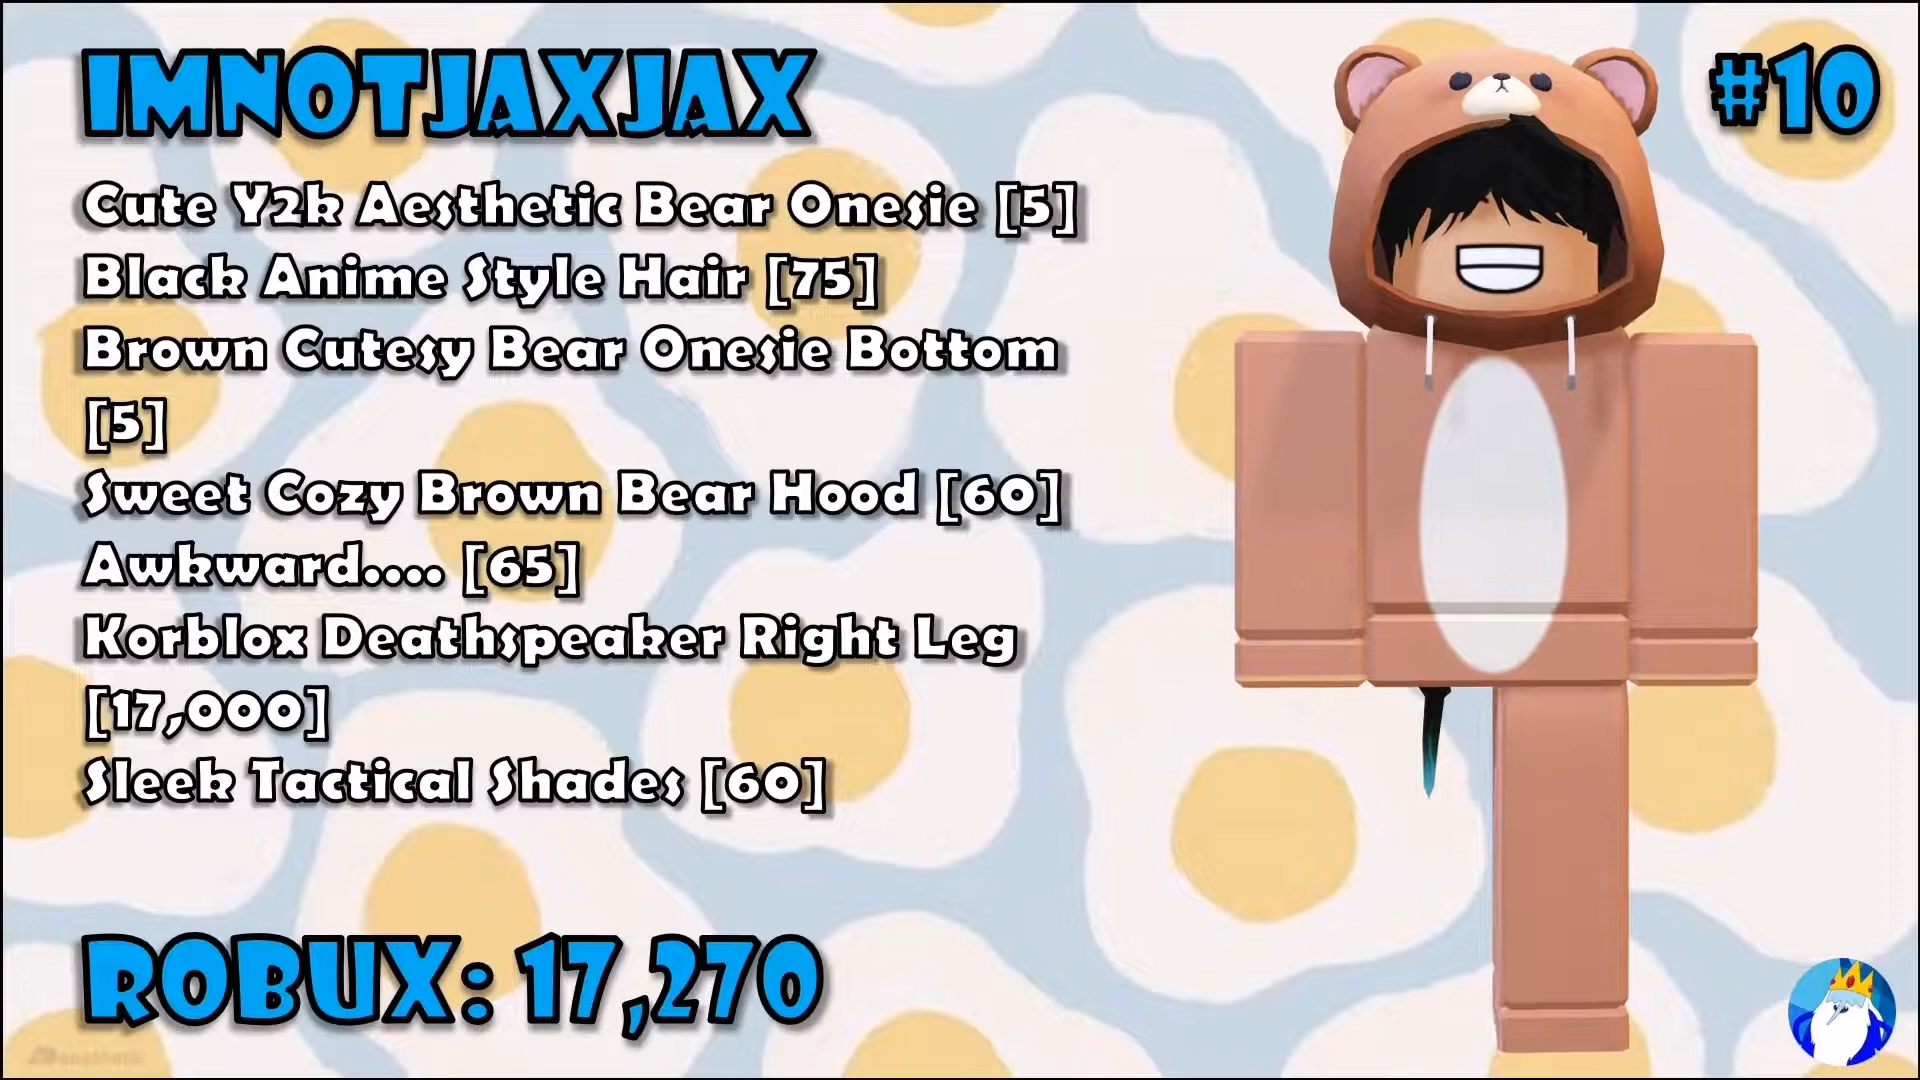 IMNOTJAXJAX
#10
Cute Y2k Aesthetic Bear Onesie [5]
Black Anime Style Hair [75]
Brown Cutesy Bear Onesie Bottom
[5]
Sweet Cozy Brown Bear Hood [60]
Awkward.... [65]
Korblox Deathspeaker Right Leg
[17,000]
Sleek Tactical Shades [60]
ROBUX: 17,270